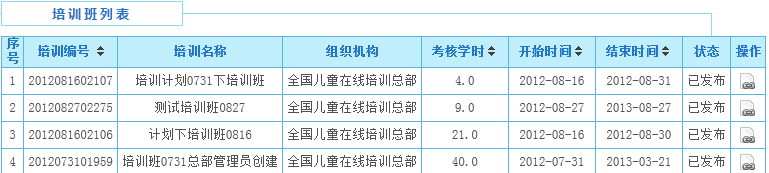 培训班列表
序号 培训编号 培训名称 组织机构 考核学时 开始时间 结束时间 状态 操作
1 2012081602107 培训计划0731下培训班 全国儿童在线培训总部 4.0 2012-08-16 2012-08-31 已发布
2 2012082702275 测试培训班0827 全国儿童在线培训总部 9.0 2012-08-27 2013-08-27 已发布
3 2012081602106 计划下培训班0816 全国儿童在线培训总部 21.0 2012-08-16 2012-08-30 已发布
4 2012073101959 培训班0731总部管理员创建 全国儿童在线培训总部 40.0 2012-07-31 2013-03-21 已发布